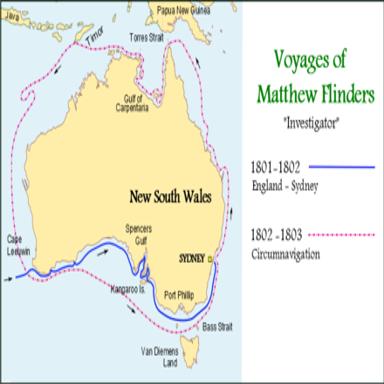 Java
Papua New Guinea
Timor
Torres Strait
Gulf of
Carpentaria
New South Wales
Spencers
Gulf
Cape
Leeuwin
SYDNEY
Kangaroo Is.
Port Phillip
Bass Strait
Van Diemens
Land
Voyages of
Matthew Flinders
"Investigator"
1801-1802
England - Sydney
1802 -1803
Circumnavigation